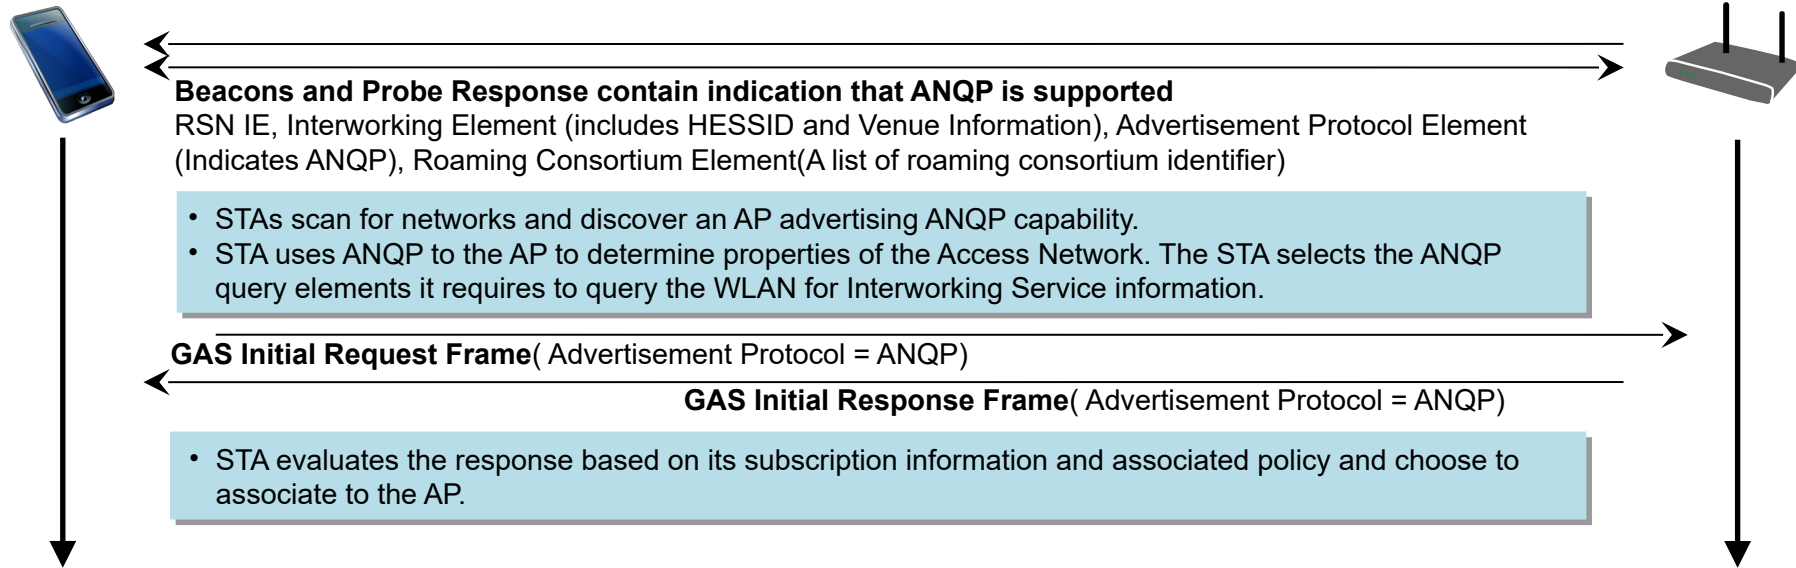 Beacons and Probe Response contain indication that ANQP is supported
RSN IE, Interworking Element (includes HESSID and Venue Information), Advertisement Protocol Element
(Indicates ANQP), Roaming Consortium Element(A list of roaming consortium identifier)
• STAs scan for networks and discover an AP advertising ANQP capability.
• STA uses ANQP to the AP to determine properties of the Access Network. The STA selects the ANQP
query elements it requires to query the WLAN for Interworking Service information.
GAS Initial Request Frame( Advertisement Protocol = ANQP)
GAS Initial Response Frame( Advertisement Protocol = ANQP)
• STA evaluates the response based on its subscription information and associated policy and choose to
associate to the AP.